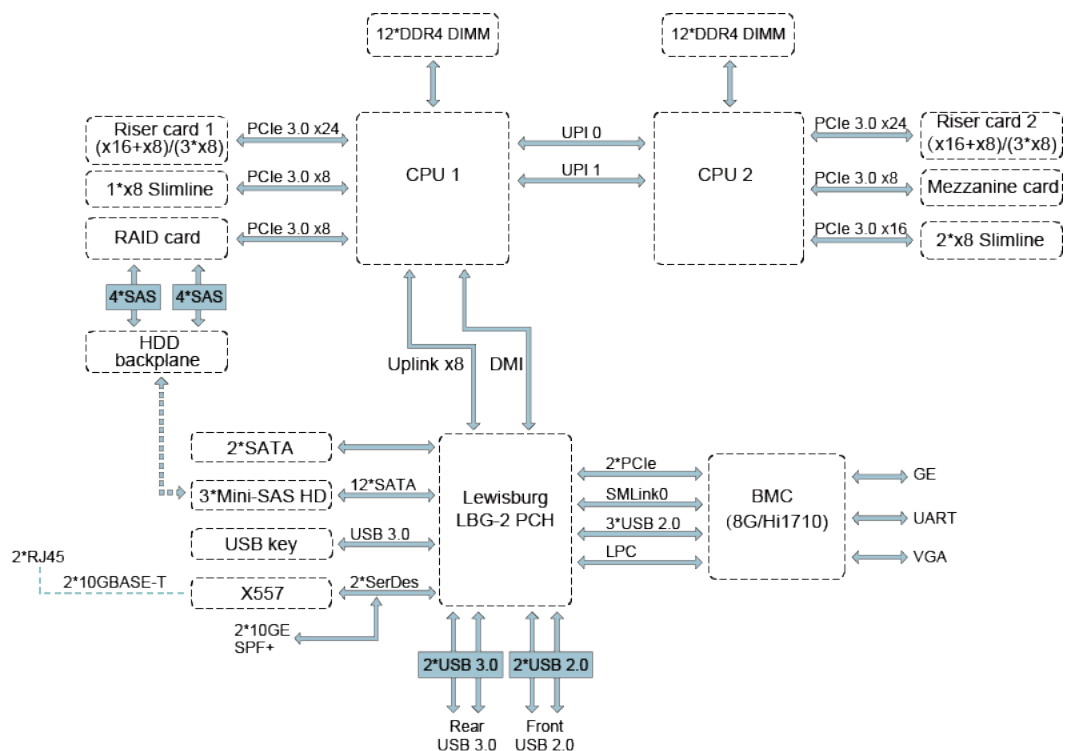 12*DDR4 DIMM
12*DDR4 DIMM
Riser card 1
(x16+x8)/(3*x8)
PCIe 3.0 x24
CPU 1
UPI 0
UPI 1
CPU 2
PCIe 3.0 x24
Riser card 2
(x16+x8)/(3*x8)
1*x8 Slimline
PCIe 3.0 x8
PCIe 3.0 x8
Mezzanine card
RAID card
PCIe 3.0 x8
PCIe 3.0 x16
2*x8 Slimline
4*SAS
4*SAS
HDD
backplane
Uplink x8
DMI
2*SATA
3*Mini-SAS HD
12*SATA
USB key
USB 3.0
X557
2*SerDes
2*RJ45
2*10GBASE-T
2*10GE
SPF+
Lewisburg
LBG-2 PCH
2*PCIe
SMLink0
3*USB 2.0
LPC
BMC
(8G/Hi1710)
GE
UART
VGA
2*USB 3.0
2*USB 2.0
Rear
USB 3.0
Front
USB 2.0